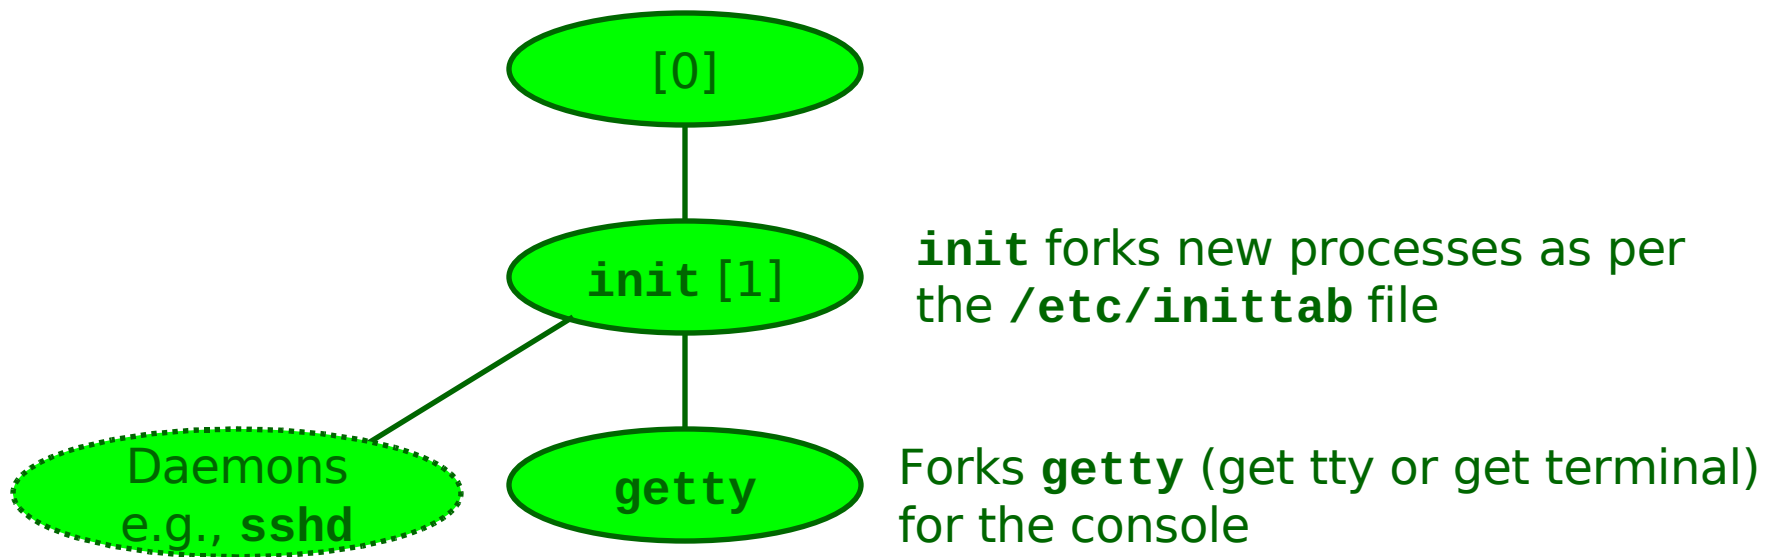 [0]
init [1]
init forks new processes as per
the /etc/inittab file
Daemons
e.g., sshd
getty
Forks getty (get tty or get terminal)
for the console